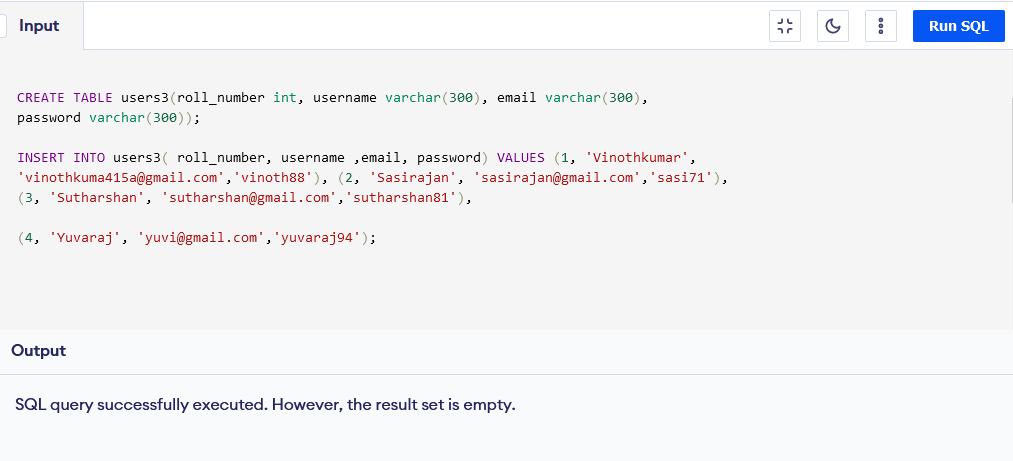 Input
Run SQL
CREATE TABLE users3(roll_number int, username varchar(300), email varchar(300),
password varchar(300));
INSERT INTO users3( roll_number, username ,email, password) VALUES (1, 'Vinothkumar',
'vinothkuma415a@gmail.com','vinoth88'), (2, 'Sasirajan', 'sasirajan@gmail.com','sasi71'),
(3, 'Sutharshan', 'sutharshan@gmail.com','sutharshan81'),
(4, 'Yuvaraj', 'yuvi@gmail.com','yuvaraj94');
Output
SQL query successfully executed. However, the result set is empty.